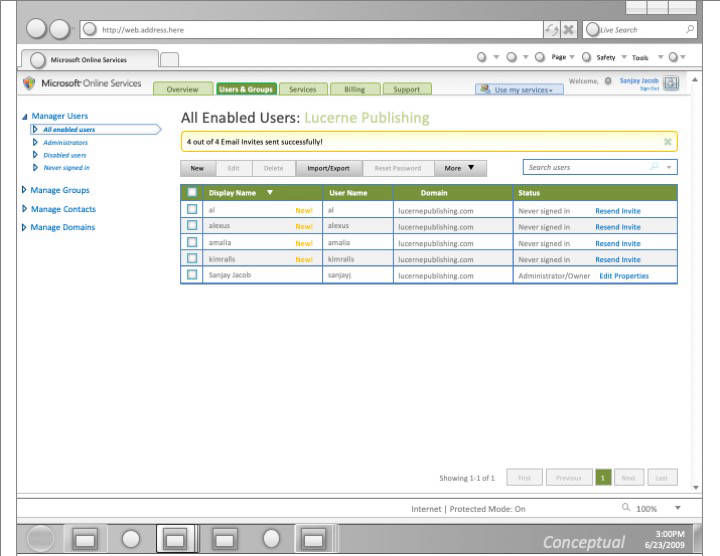 http://web.address.here
Live Search
Microsoft Online Services
Page
Safety
Tools
Microsoft Online Services
Overview
Users & Groups
Services
Billing
Support
Use my services
Welcome,
Sanjay Jacob
Sign Out
Manager Users
All enabled users
Administrators
Disabled users
Never signed in
Manage Groups
Manage Contacts
Manage Domains
All Enabled Users: Lucerne Publishing
4 out of 4 Email Invites sent successfully!
New Edit Delete Import/Export Reset Password More
Search users
Display Name User Name Domain Status
al New! al lucernepublishing.com Never signed in Resend Invite
alexus New! alexus lucernepublishing.com Never signed in Resend Invite
amalia New! amalia lucernepublishing.com Never signed in Resend Invite
kimralls New! kimralls lucernepublishing.com Never signed in Resend Invite
Sanjay Jacob sanjayj lucernepublishing.com Administrator/Owner Edit Properties
Showing 1-1 of 1 First Previous 1 Next Last
Internet | Protected Mode: On
100%
Conceptual
3:00PM
6/23/2009